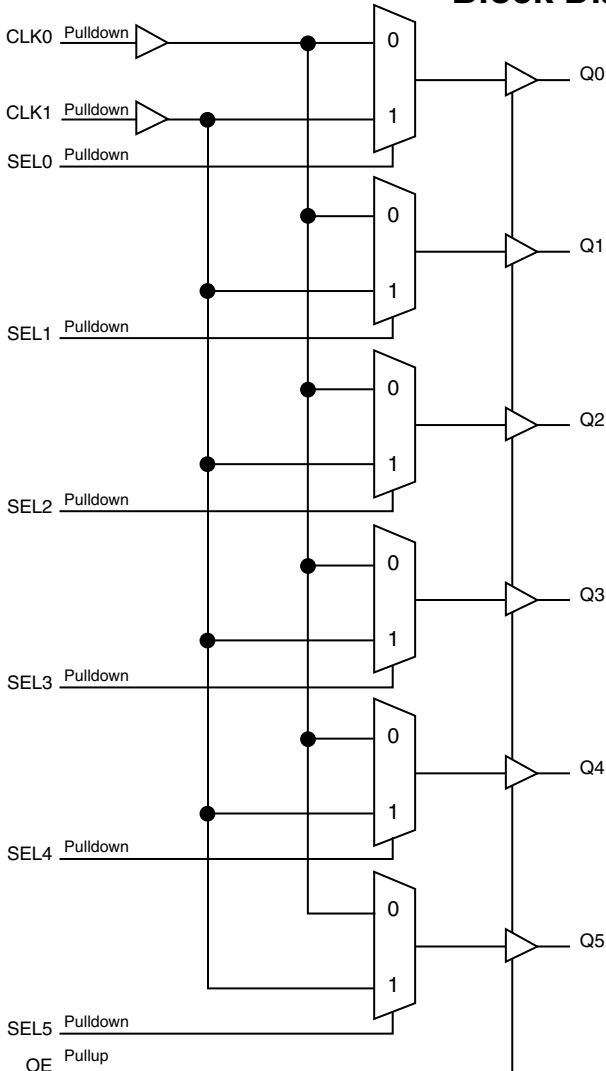 CLK0 Pulldown
0
Q0
CLK1 Pulldown
1
SEL0 Pulldown
0
Q1
1
SEL1 Pulldown
0
Q2
1
SEL2 Pulldown
0
Q3
1
SEL3 Pulldown
0
Q4
1
SEL4 Pulldown
0
Q5
1
SEL5 Pulldown
OE Pullup